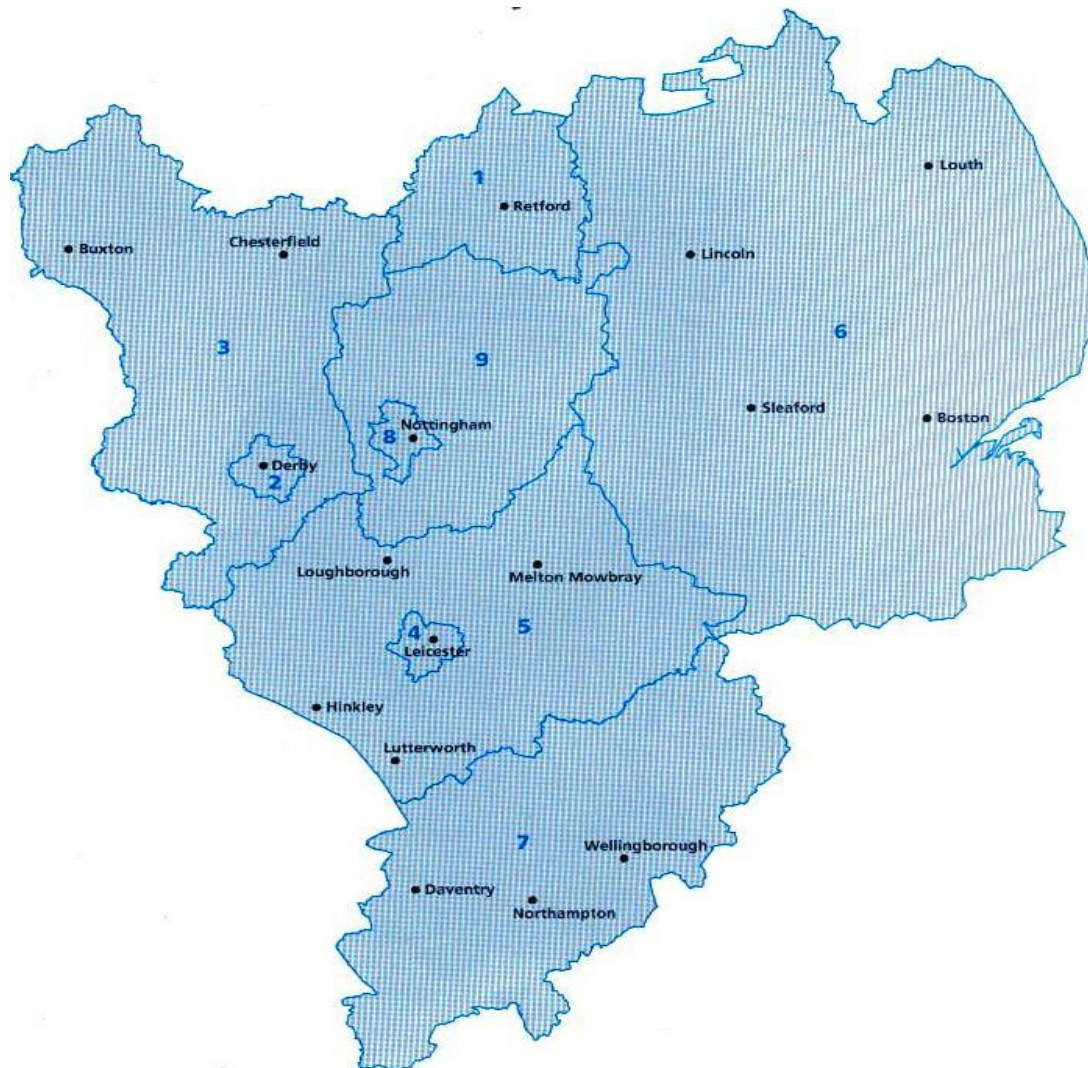 Louth
1
Retford
Chesterfield
Buxton
Lincoln
6
3
9
Sleaford
Boston
Nottingham
8
Derby
2
Loughborough
Melton Mowbray
4
5
Leicester
Hinkley
Lutterworth
7
Wellingborough
Daventry
Northampton